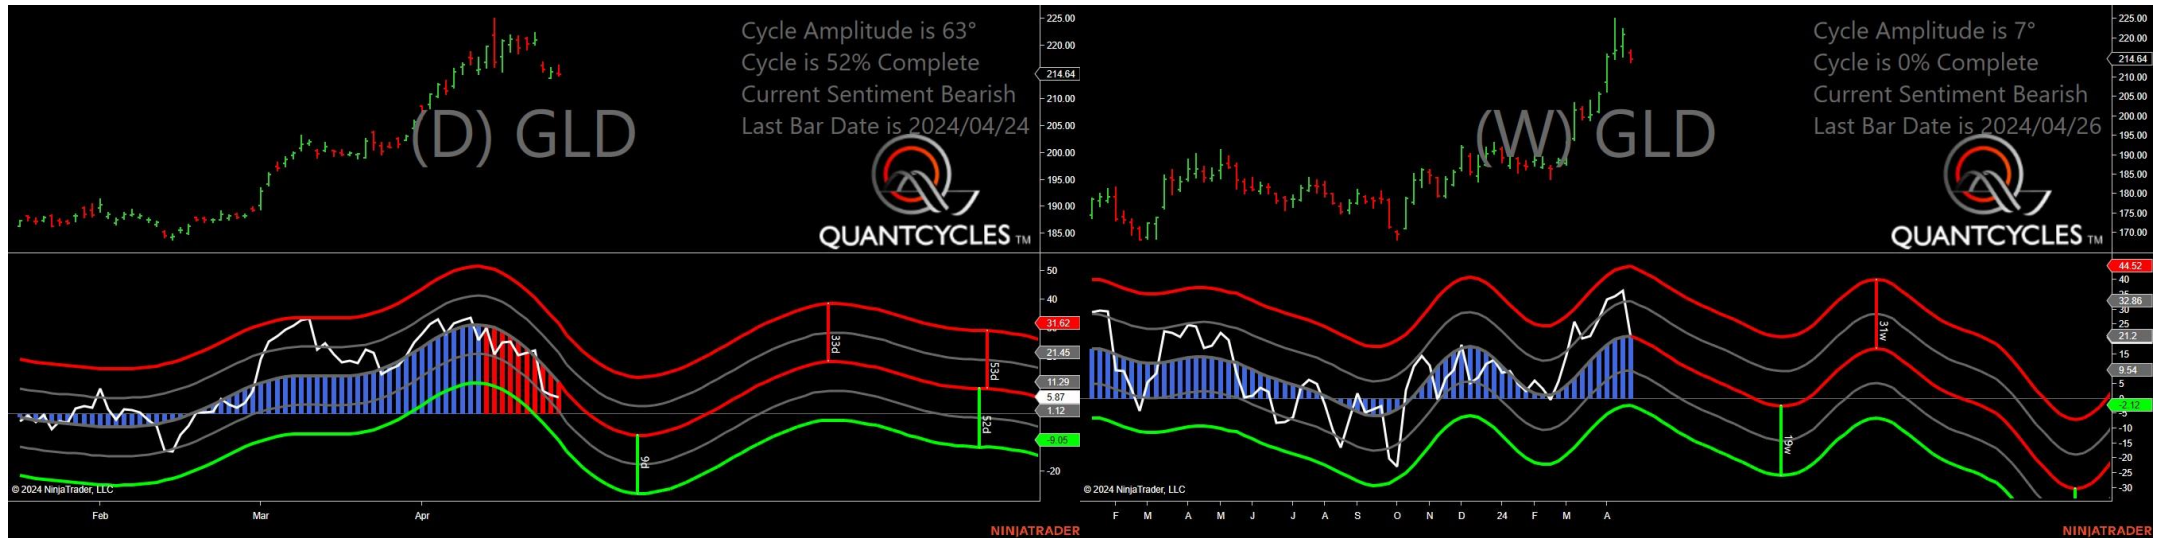 Cycle Amplitude is 63°
Cycle is 52% Complete
Current Sentiment Bearish
Last Bar Date is 2024/04/24
(D) GLD
QUANTCYCLES TM
225.00
220.00
214.64
210.00
205.00
200.00
195.00
190.00
185.00
50
40
31.62
21.45
11.29
5.87
1.12
-9.05
-20
9d
33d
53d
52d
© 2024 NinjaTrader, LLC
Feb Mar Apr
NINJATRADER
Cycle Amplitude is 7°
Cycle is 0% Complete
Current Sentiment Bearish
Last Bar Date is 2024/04/26
(W) GLD
QUANTCYCLES TM
225.00
220.00
214.64
210.00
205.00
200.00
195.00
190.00
185.00
180.00
175.00
170.00
44.52
40
32.86
30
25
21.2
15
9.54
5
-2.12
-5
-10
-15
-20
-25
-30
19w
31w
© 2024 NinjaTrader, LLC
F M A M J J A S O N D 24 F M A
NINJATRADER